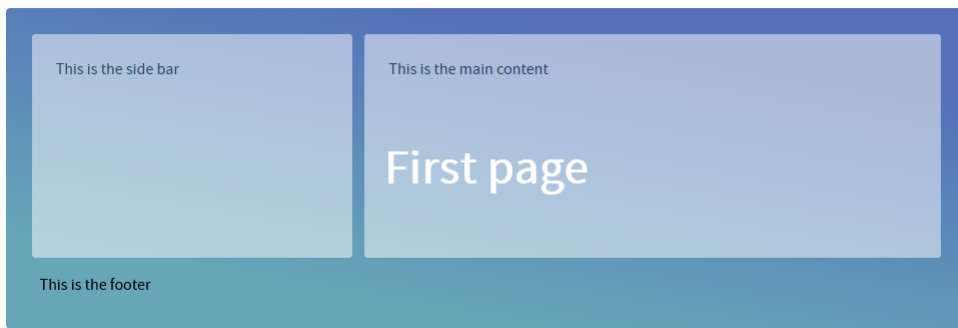 This is the side bar
This is the main content
First page
This is the footer